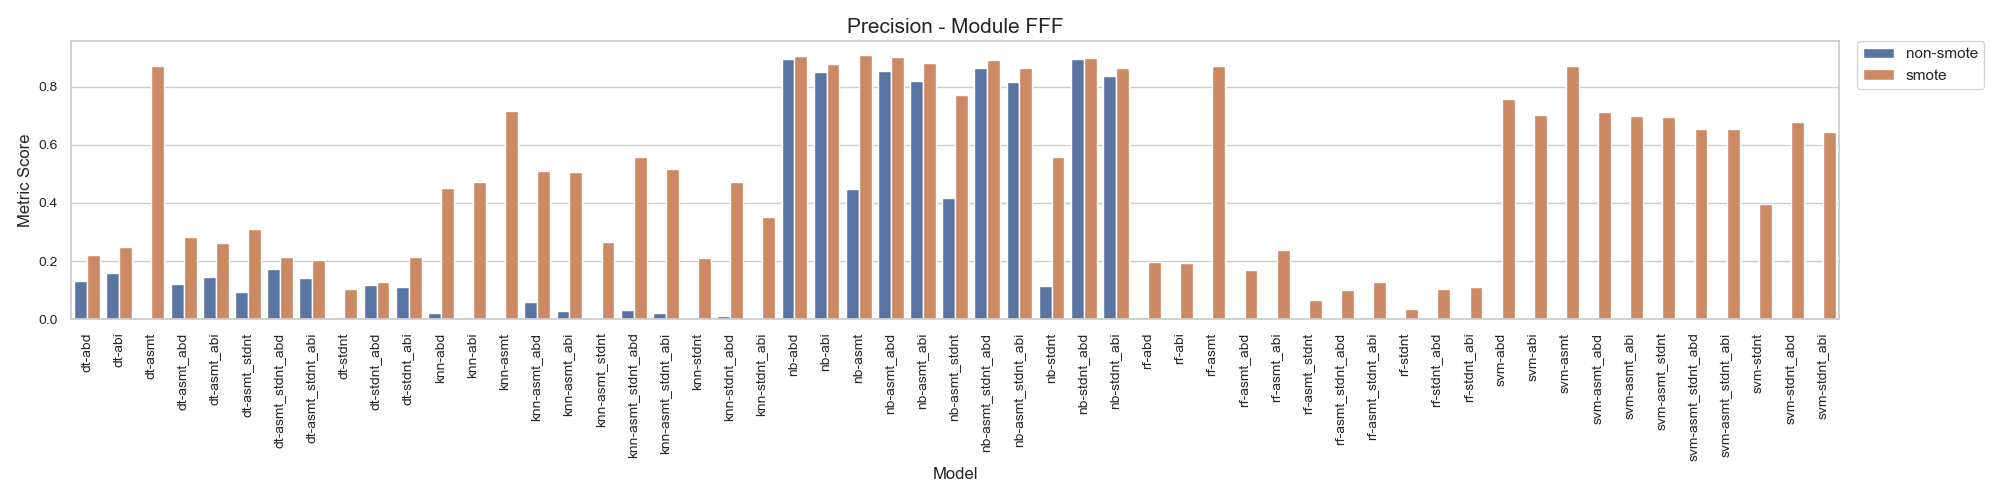 Precision - Module FFF
non-smote
smote
Metric Score
0.8
0.6
0.4
0.2
0.0
dt-abd
dt-abi
dt-asmt
dt-asmt_abd
dt-asmt_abi
dt-asmt_stdnt
dt-asmt_stdnt_abd
dt-asmt_stdnt_abi
dt-stdnt
dt-stdnt_abd
dt-stdnt_abi
knn-abd
knn-abi
knn-asmt
knn-asmt_abd
knn-asmt_abi
knn-asmt_stdnt
knn-asmt_stdnt_abd
knn-asmt_stdnt_abi
knn-stdnt
knn-stdnt_abd
knn-stdnt_abi
nb-abd
nb-abi
nb-asmt
nb-asmt_abd
nb-asmt_abi
nb-asmt_stdnt
nb-asmt_stdnt_abd
nb-asmt_stdnt_abi
nb-stdnt
nb-stdnt_abd
nb-stdnt_abi
rf-abd
rf-abi
rf-asmt
rf-asmt_abd
rf-asmt_abi
rf-asmt_stdnt
rf-asmt_stdnt_abd
rf-asmt_stdnt_abi
rf-stdnt
rf-stdnt_abd
rf-stdnt_abi
svm-abd
svm-abi
svm-asmt
svm-asmt_abd
svm-asmt_abi
svm-asmt_stdnt
svm-asmt_stdnt_abd
svm-asmt_stdnt_abi
svm-stdnt
svm-stdnt_abd
svm-stdnt_abi
Model